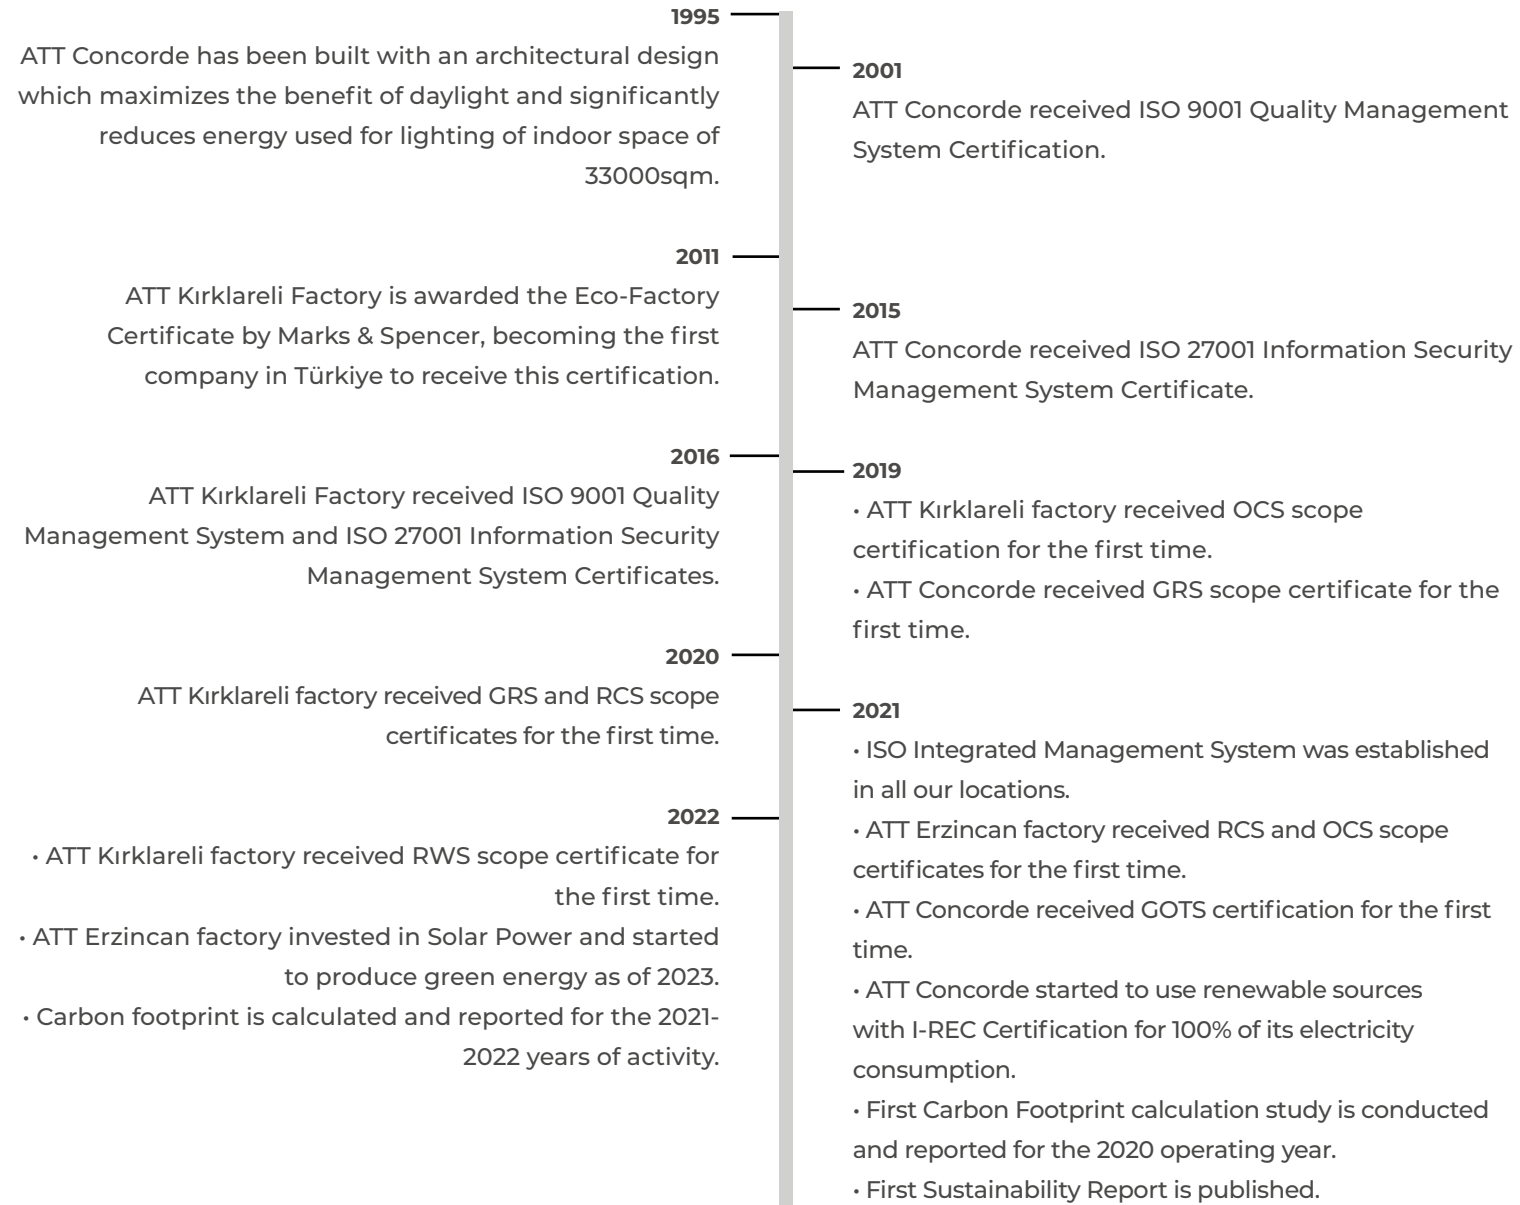 1995
ATT Concorde has been built with an architectural design
which maximizes the benefit of daylight and significantly
reduces energy used for lighting of indoor space of
33000sqm.
2001
ATT Concorde received ISO 9001 Quality Management
System Certification.
2011
ATT Kırklareli Factory is awarded the Eco-Factory
Certificate by Marks & Spencer, becoming the first
company in Türkiye to receive this certification.
2015
ATT Concorde received ISO 27001 Information Security
Management System Certificate.
2016
ATT Kırklareli Factory received ISO 9001 Quality
Management System and ISO 27001 Information Security
Management System Certificates.
2019
• ATT Kırklareli factory received OCS scope
certification for the first time.
• ATT Concorde received GRS scope certificate for the
first time.
2020
ATT Kırklareli factory received GRS and RCS scope
certificates for the first time.
2021
• ISO Integrated Management System was established
in all our locations.
• ATT Erzincan factory received RCS and OCS scope
certificates for the first time.
• ATT Concorde received GOTS certification for the first
time.
• ATT Concorde started to use renewable sources
with I-REC Certification for 100% of its electricity
consumption.
• First Carbon Footprint calculation study is conducted
and reported for the 2020 operating year.
• First Sustainability Report is published.
2022
• ATT Kırklareli factory received RWS scope certificate for
the first time.
• ATT Erzincan factory invested in Solar Power and started
to produce green energy as of 2023.
• Carbon footprint is calculated and reported for the 2021-
2022 years of activity.